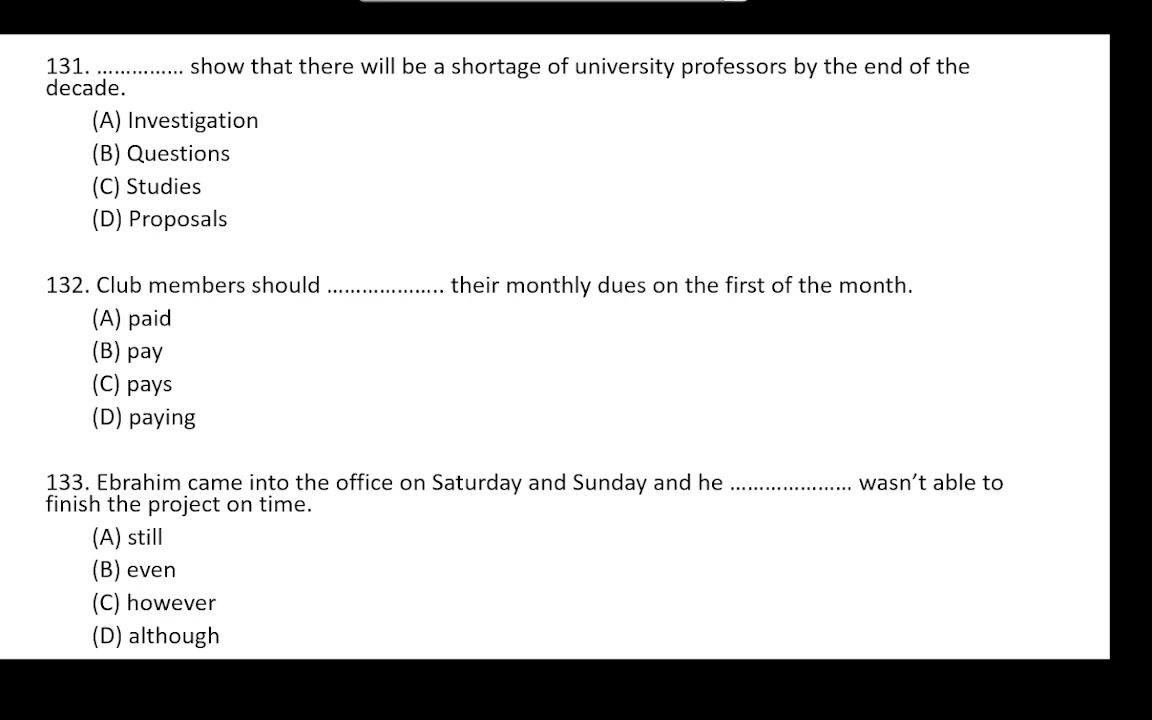 131. …………… show that there will be a shortage of university professors by the end of the
decade.
(A) Investigation
(B) Questions
(C) Studies
(D) Proposals
132. Club members should ……………….. their monthly dues on the first of the month.
(A) paid
(B) pay
(C) pays
(D) paying
133. Ebrahim came into the office on Saturday and Sunday and he ………………… wasn’t able to
finish the project on time.
(A) still
(B) even
(C) however
(D) although